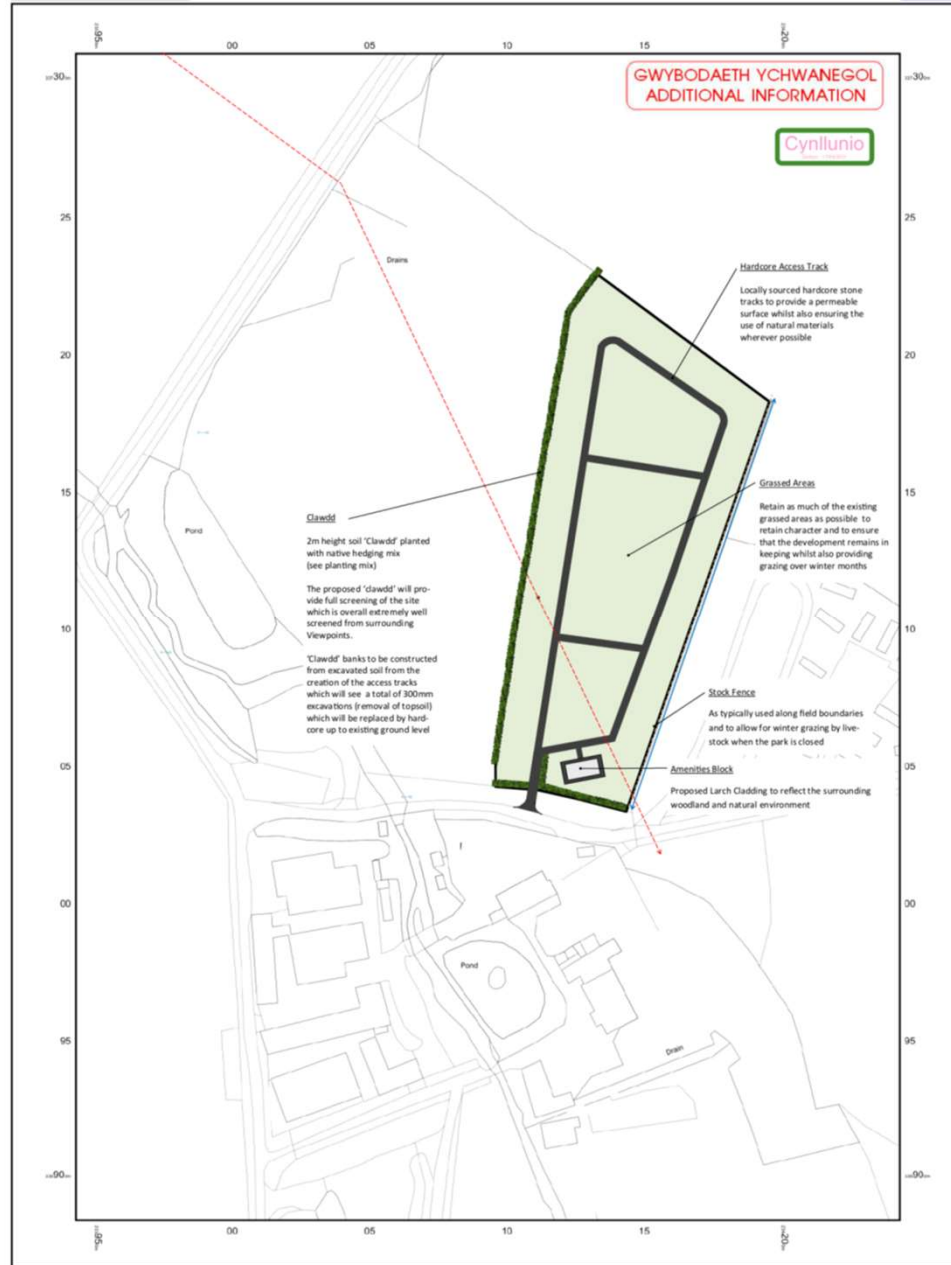 00
05
10
15
GWYBODAETH YCHWANEGOL
ADDITIONAL INFORMATION
Cynllunio
30
30
25
25
Drains
Hardcore Access Track
Locally sourced hardcore stone
tracks to provide a permeable
surface whilst also ensuring the
use of natural materials
wherever possible
20
20
15
15
Pond
Clawdd
2m height soil 'Clawdd' planted
with native hedging mix
(see planting mix)
The proposed 'clawdd' will pro-
vide full screening of the site
which is overall extremely well
screened from surrounding
Viewpoints.
'Clawdd' banks to be constructed
from excavated soil from the
creation of the access tracks
which will see a total of 300mm
excavations (removal of topsoil)
which will be replaced by hard-
core up to existing ground level
Grassed Areas
Retain as much of the existing
grassed areas as possible to
retain character and to ensure
that the development remains in
keeping whilst also providing
grazing over winter months
10
10
Stock Fence
As typically used along field boundaries
and to allow for winter grazing by live-
stock when the park is closed
05
05
Amenities Block
Proposed Larch Cladding to reflect the surrounding
woodland and natural environment
00
00
Pond
95
95
Drain
90
90
00
05
10
15